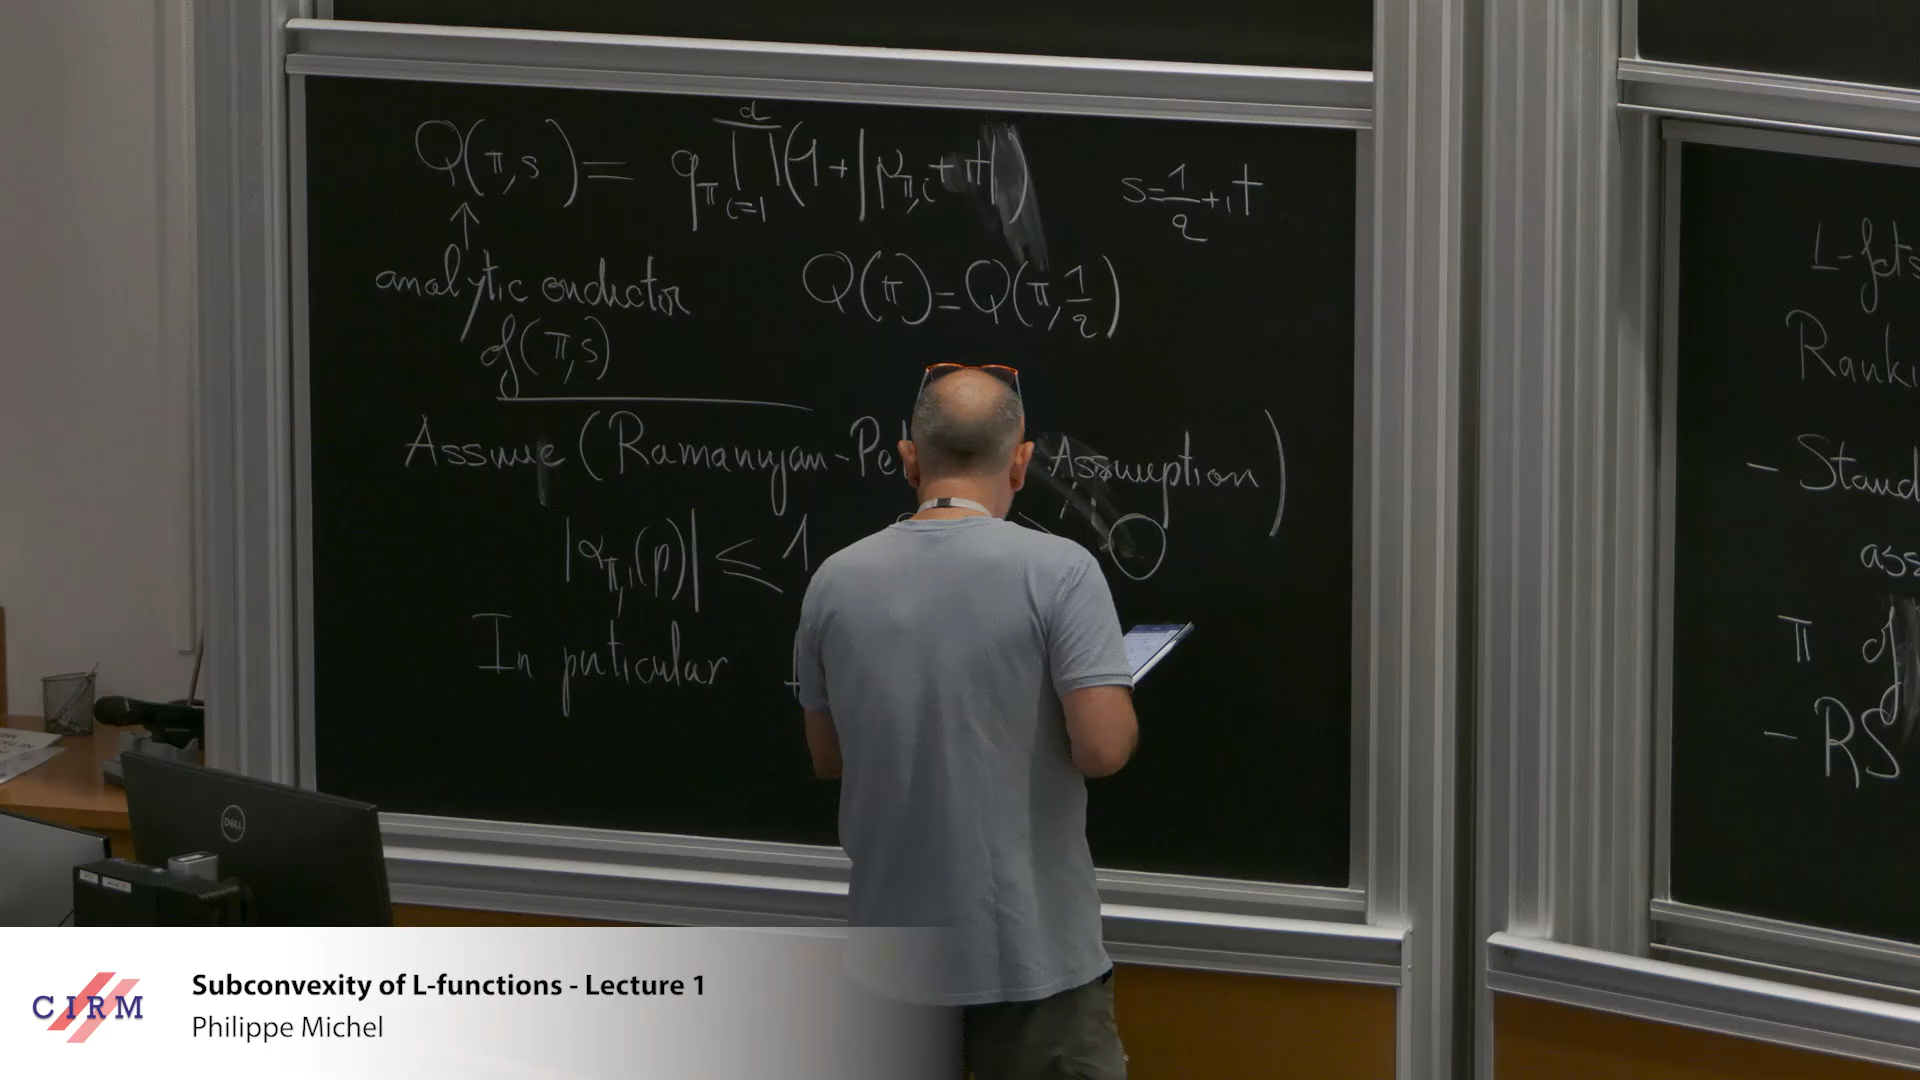 Q(π,s) = q_π ∏_{i=1}^{d} (1+|μ_{π,i}+it|)
s=1/2+it
↑
analytic conductor
of (π,s)
Q(π)=Q(π,1/2)
Assume (Ramanujan-Pe Assumption)
|α_{π,i}(p)| ≤ 1
In particular
L-fcts
Ranki
- Stand
ass
π of
- RS
DELL
CIRM
Subconvexity of L-functions - Lecture 1
Philippe Michel